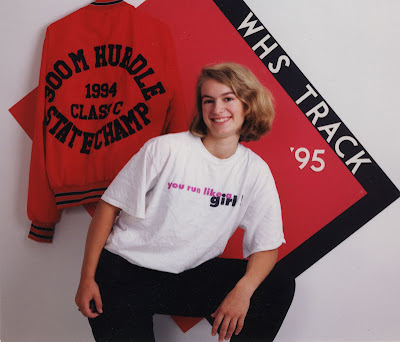 300M HURDLE
1994
CLASS C
STATE CHAMP
WHS TRACK
'95
you run like a
girl!